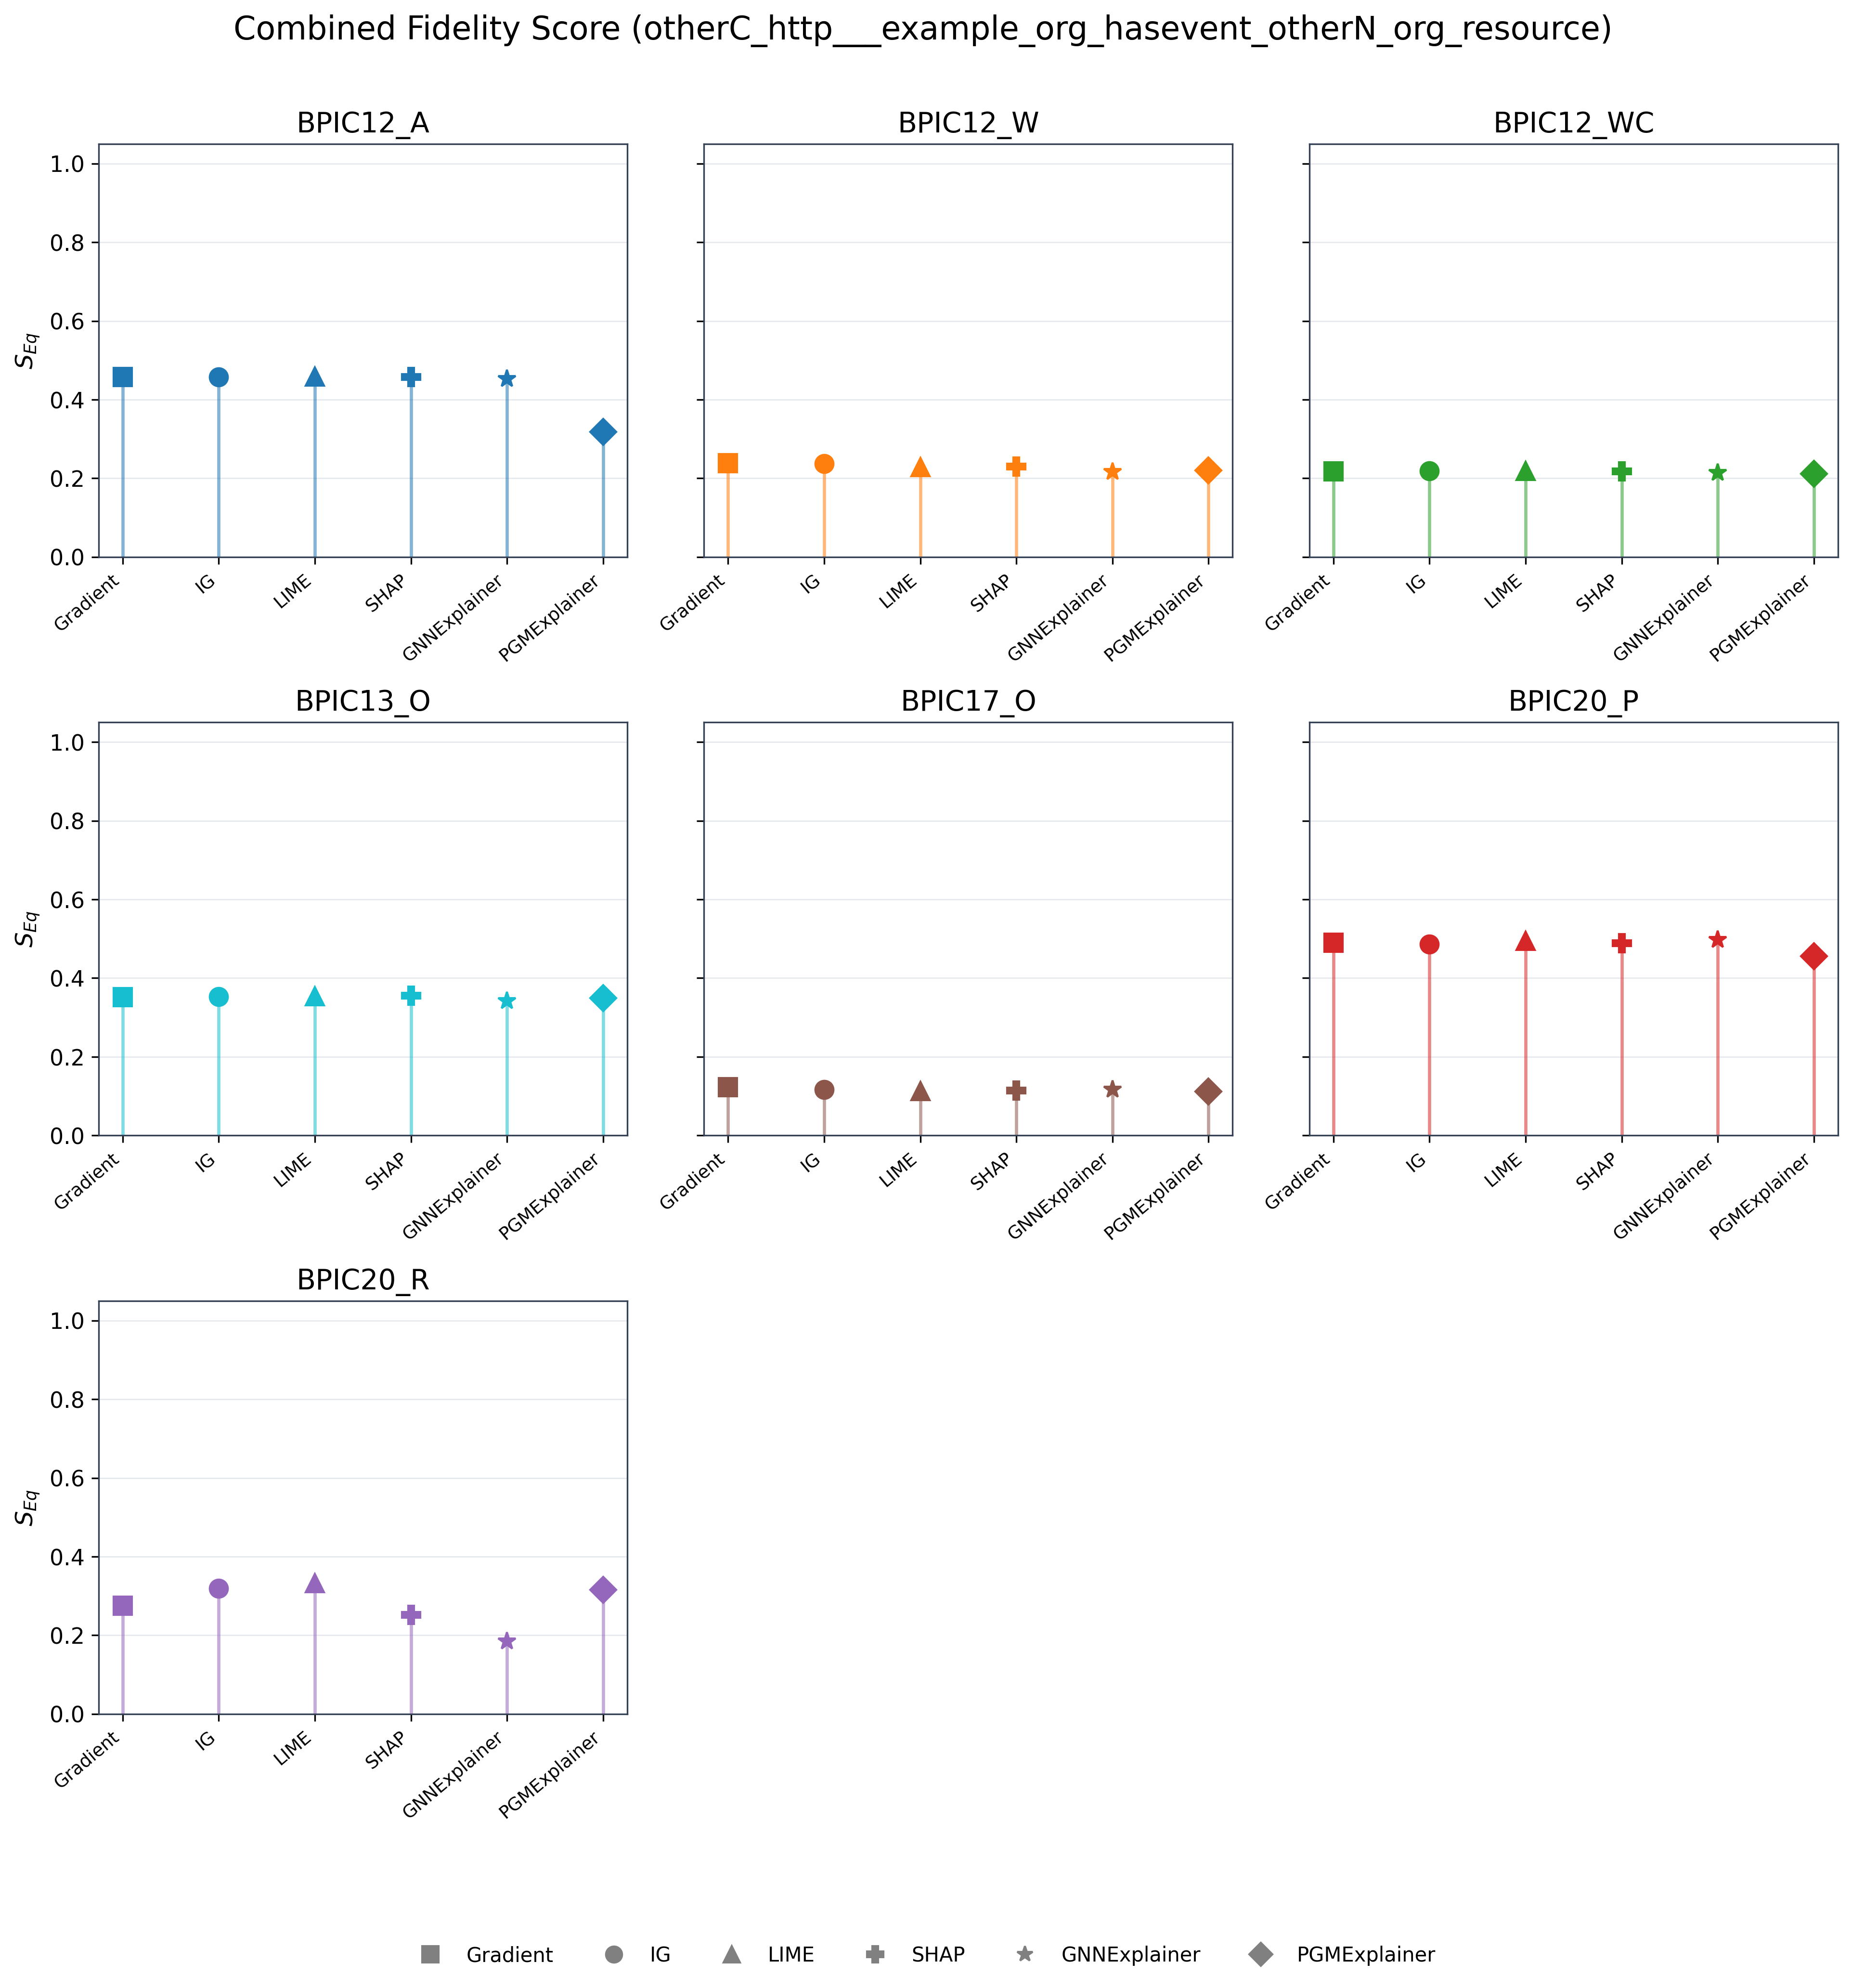 Combined Fidelity Score (otherC_http___example_org_hasevent_otherN_org_resource)
BPIC12_A
BPIC12_W
BPIC12_WC
1.0
0.8
0.6
0.4
0.2
0.0
S_Eq
Gradient
IG
LIME
SHAP
GNNExplainer
PGMExplainer
Gradient
IG
LIME
SHAP
GNNExplainer
PGMExplainer
Gradient
IG
LIME
SHAP
GNNExplainer
PGMExplainer
BPIC13_O
BPIC17_O
BPIC20_P
1.0
0.8
0.6
0.4
0.2
0.0
S_Eq
Gradient
IG
LIME
SHAP
GNNExplainer
PGMExplainer
Gradient
IG
LIME
SHAP
GNNExplainer
PGMExplainer
Gradient
IG
LIME
SHAP
GNNExplainer
PGMExplainer
BPIC20_R
1.0
0.8
0.6
0.4
0.2
0.0
S_Eq
Gradient
IG
LIME
SHAP
GNNExplainer
PGMExplainer
Gradient IG LIME SHAP GNNExplainer PGMExplainer